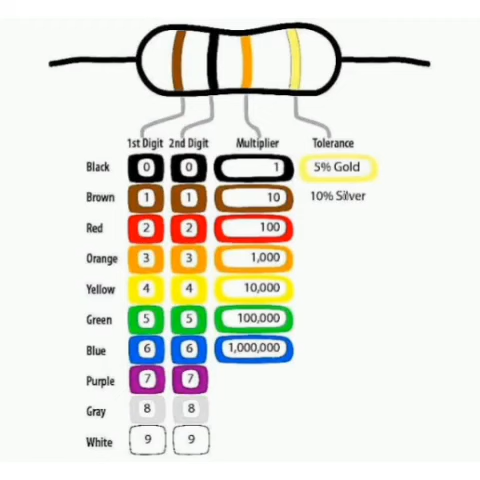 1st Digit 2nd Digit Multiplier Tolerance
Black 0 0 1 5% Gold
Brown 1 1 10 10% Silver
Red 2 2 100
Orange 3 3 1,000
Yellow 4 4 10,000
Green 5 5 100,000
Blue 6 6 1,000,000
Purple 7 7
Gray 8 8
White 9 9